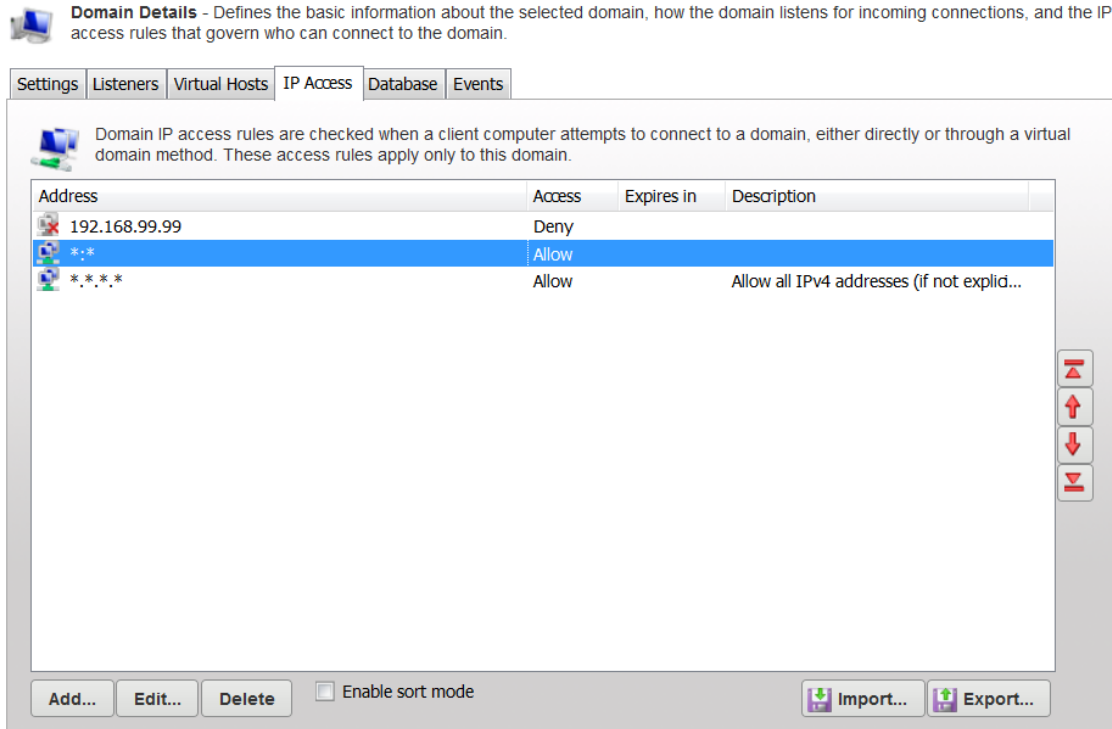 Domain Details - Defines the basic information about the selected domain, how the domain listens for incoming connections, and the IP
access rules that govern who can connect to the domain.
Settings Listeners Virtual Hosts IP Access Database Events
Domain IP access rules are checked when a client computer attempts to connect to a domain, either directly or through a virtual
domain method. These access rules apply only to this domain.
Address Access Expires in Description
192.168.99.99 Deny
*:* Allow
*.*.*.* Allow Allow all IPv4 addresses (if not explici...
Add... Edit... Delete Enable sort mode Import... Export...